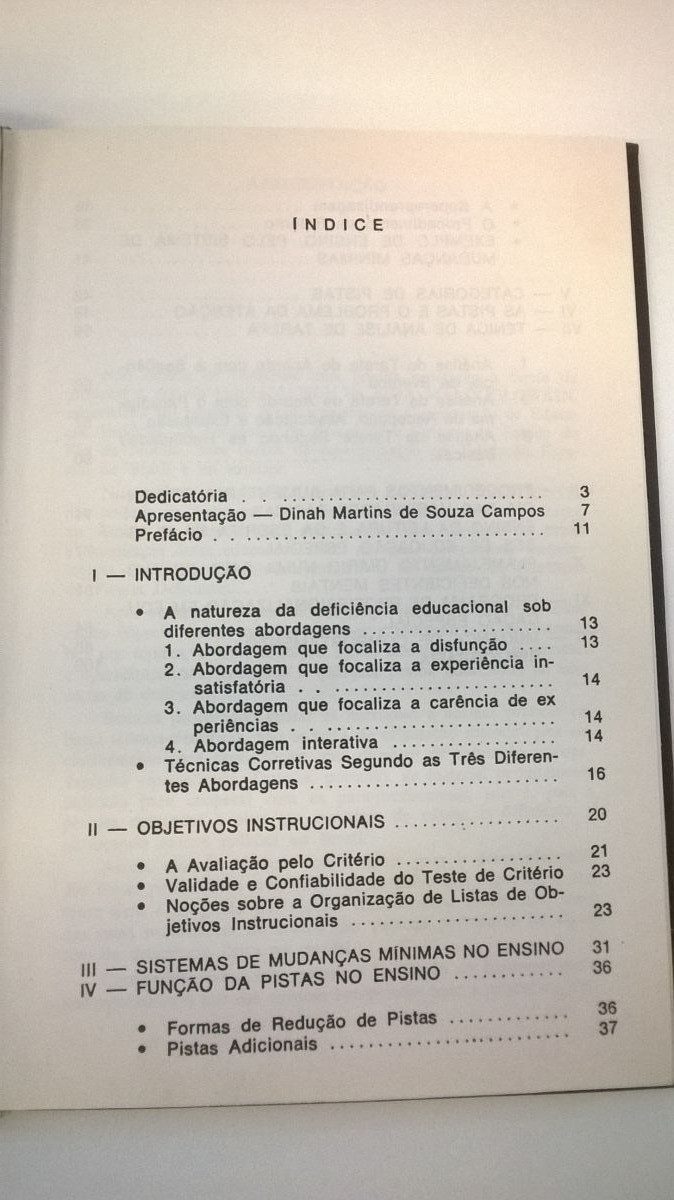 ÍNDICE
Dedicatória . . .............................. 3
Apresentação — Dinah Martins de Souza Campos 7
Prefácio . . .................................. 11
I — INTRODUÇÃO
• A natureza da deficiência educacional sob
diferentes abordagens ...................... 13
1. Abordagem que focaliza a disfunção .... 13
2. Abordagem que focaliza a experiência in-
satisfatória . . ......................... 14
3. Abordagem que focaliza a carência de ex
periências . . .......................... 14
4. Abordagem interativa .................. 14
• Técnicas Corretivas Segundo as Três Diferen-
tes Abordagens ............................ 16
II — OBJETIVOS INSTRUCIONAIS .................. 20
• A Avaliação pelo Critério .................. 21
• Validade e Confiabilidade do Teste de Critério 23
• Noções sobre a Organização de Listas de Ob-
jetivos Instrucionais ........................ 23
III — SISTEMAS DE MUDANÇAS MÍNIMAS NO ENSINO 31
IV — FUNÇÃO DA PISTAS NO ENSINO ............ 36
• Formas de Redução de Pistas ............. 36
• Pistas Adicionais ........................... 37